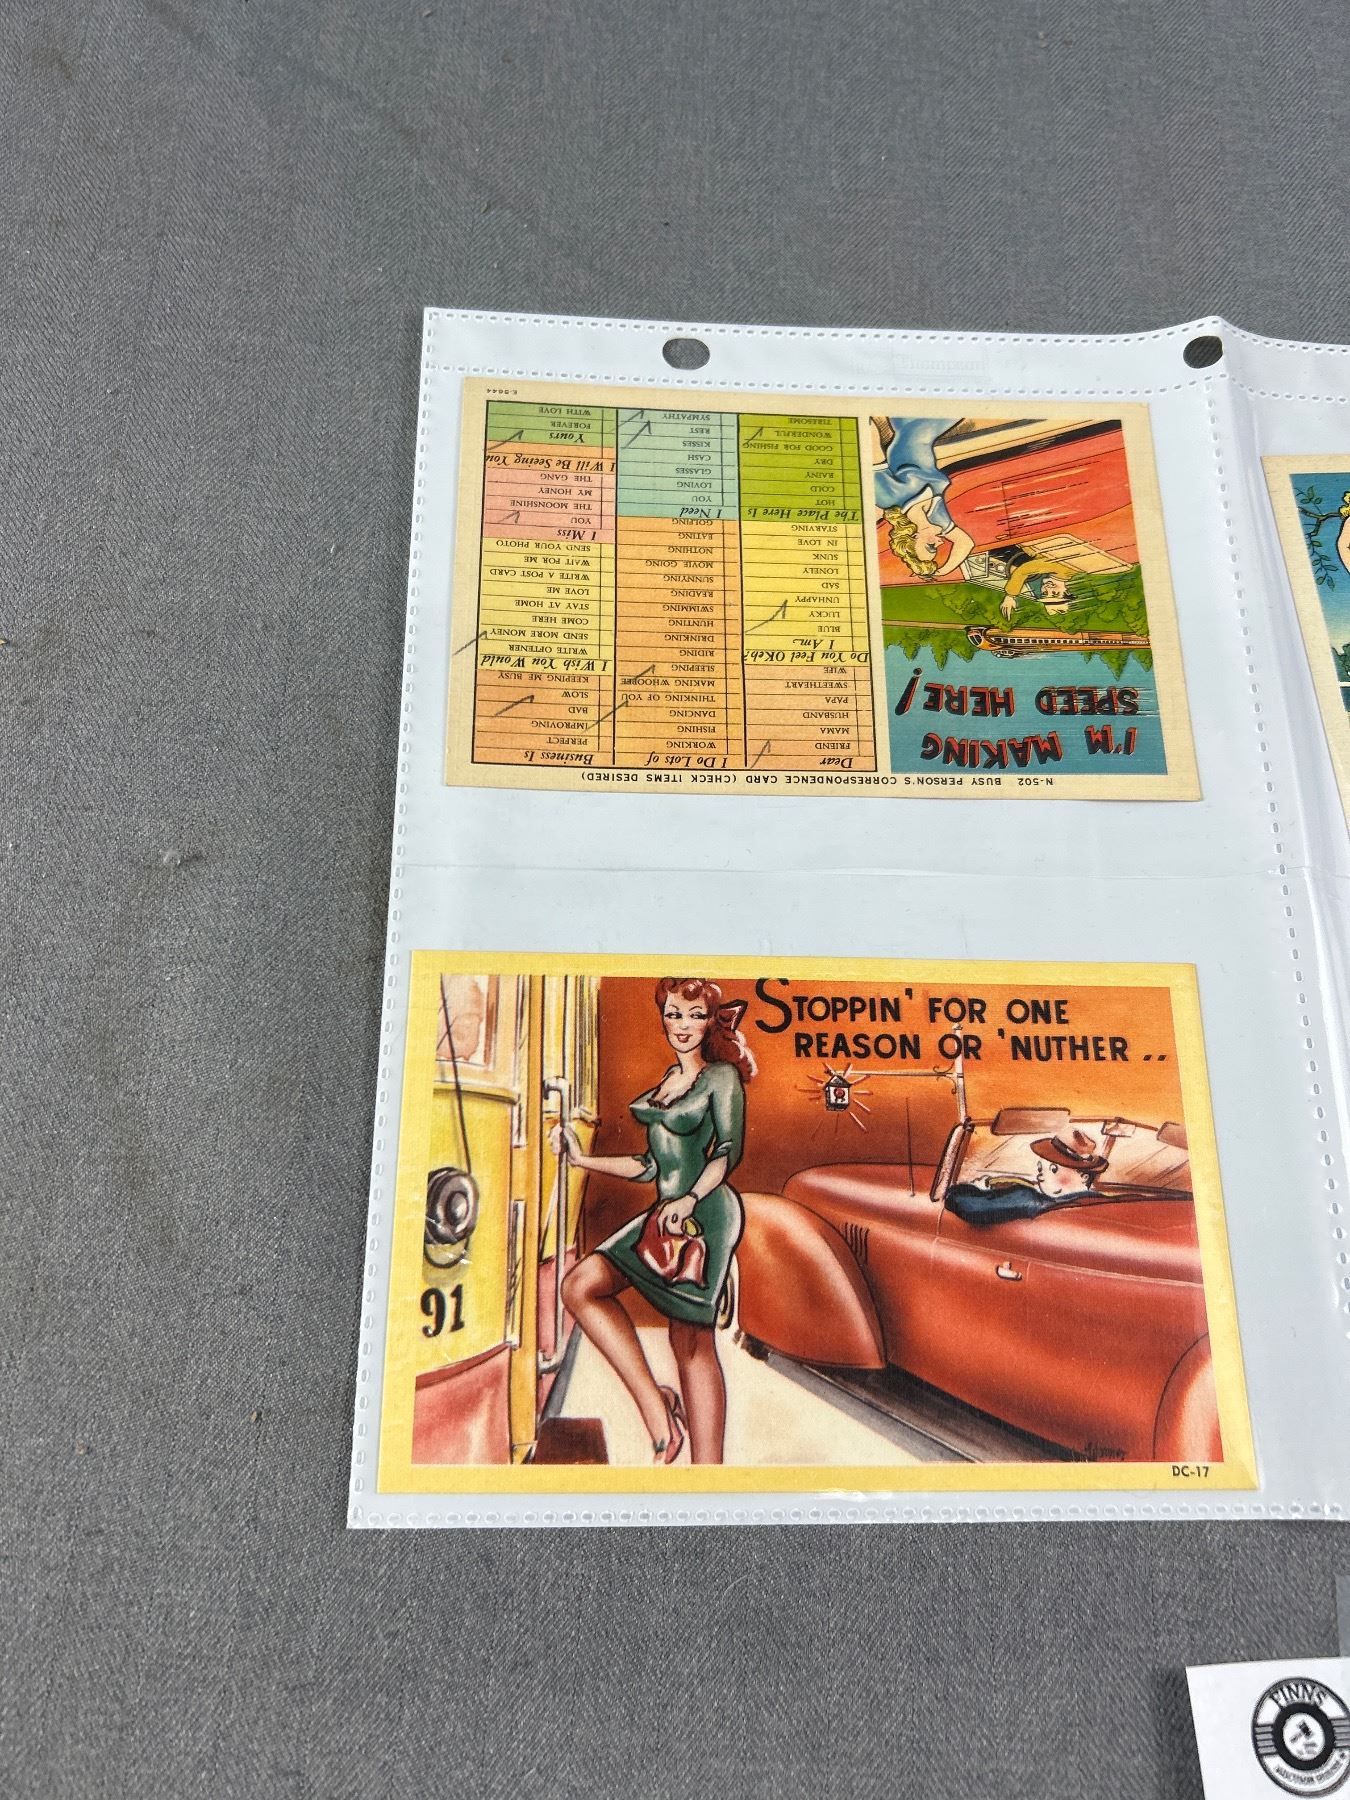 N-502 BUSY PERSON'S CORRESPONDENCE CARD (CHECK ITEMS DESIRED)
I'M MAKING
SPEED HERE!
Dear
FRIEND
MAMA
HUSBAND
PAPA
SWEETHEART
WIFE
Do You Feel OKeh?
I Am..
BLUE
LUCKY
UNHAPPY
SAD
LONELY
SUNK
IN LOVE
STARVING
The Place Here Is
HOT
COLD
RAINY
DRY
GOOD FOR FISHING
WONDERFUL
TIRESOME
I Do Lots of
WORKING
FISHING
DANCING
THINKING OF YOU
MAKING WHOOPEE
SLEEPING
RIDING
DRINKING
HUNTING
SWIMMING
READING
SUNNYING
MOVIE GOING
NOTHING
EATING
GOLFING
I Need
YOU
LOVING
GLASSES
CASH
KISSES
REST
SYMPATHY
Business Is
PERFECT
IMPROVING
BAD
SLOW
KEEPING ME BUSY
I Wish You Would
WRITE OFTENER
SEND MORE MONEY
COME HERE
STAY AT HOME
LOVE ME
WRITE A POST CARD
WAIT FOR ME
SEND YOUR PHOTO
I Miss
YOU
THE MOONSHINE
MY HONEY
THE GANG
I Will Be Seeing You
Yours
FOREVER
WITH LOVE
E-5644
STOPPIN' FOR ONE
REASON OR 'NUTHER ..
91
DC-17
FINN'S
AUCTION HOUSE